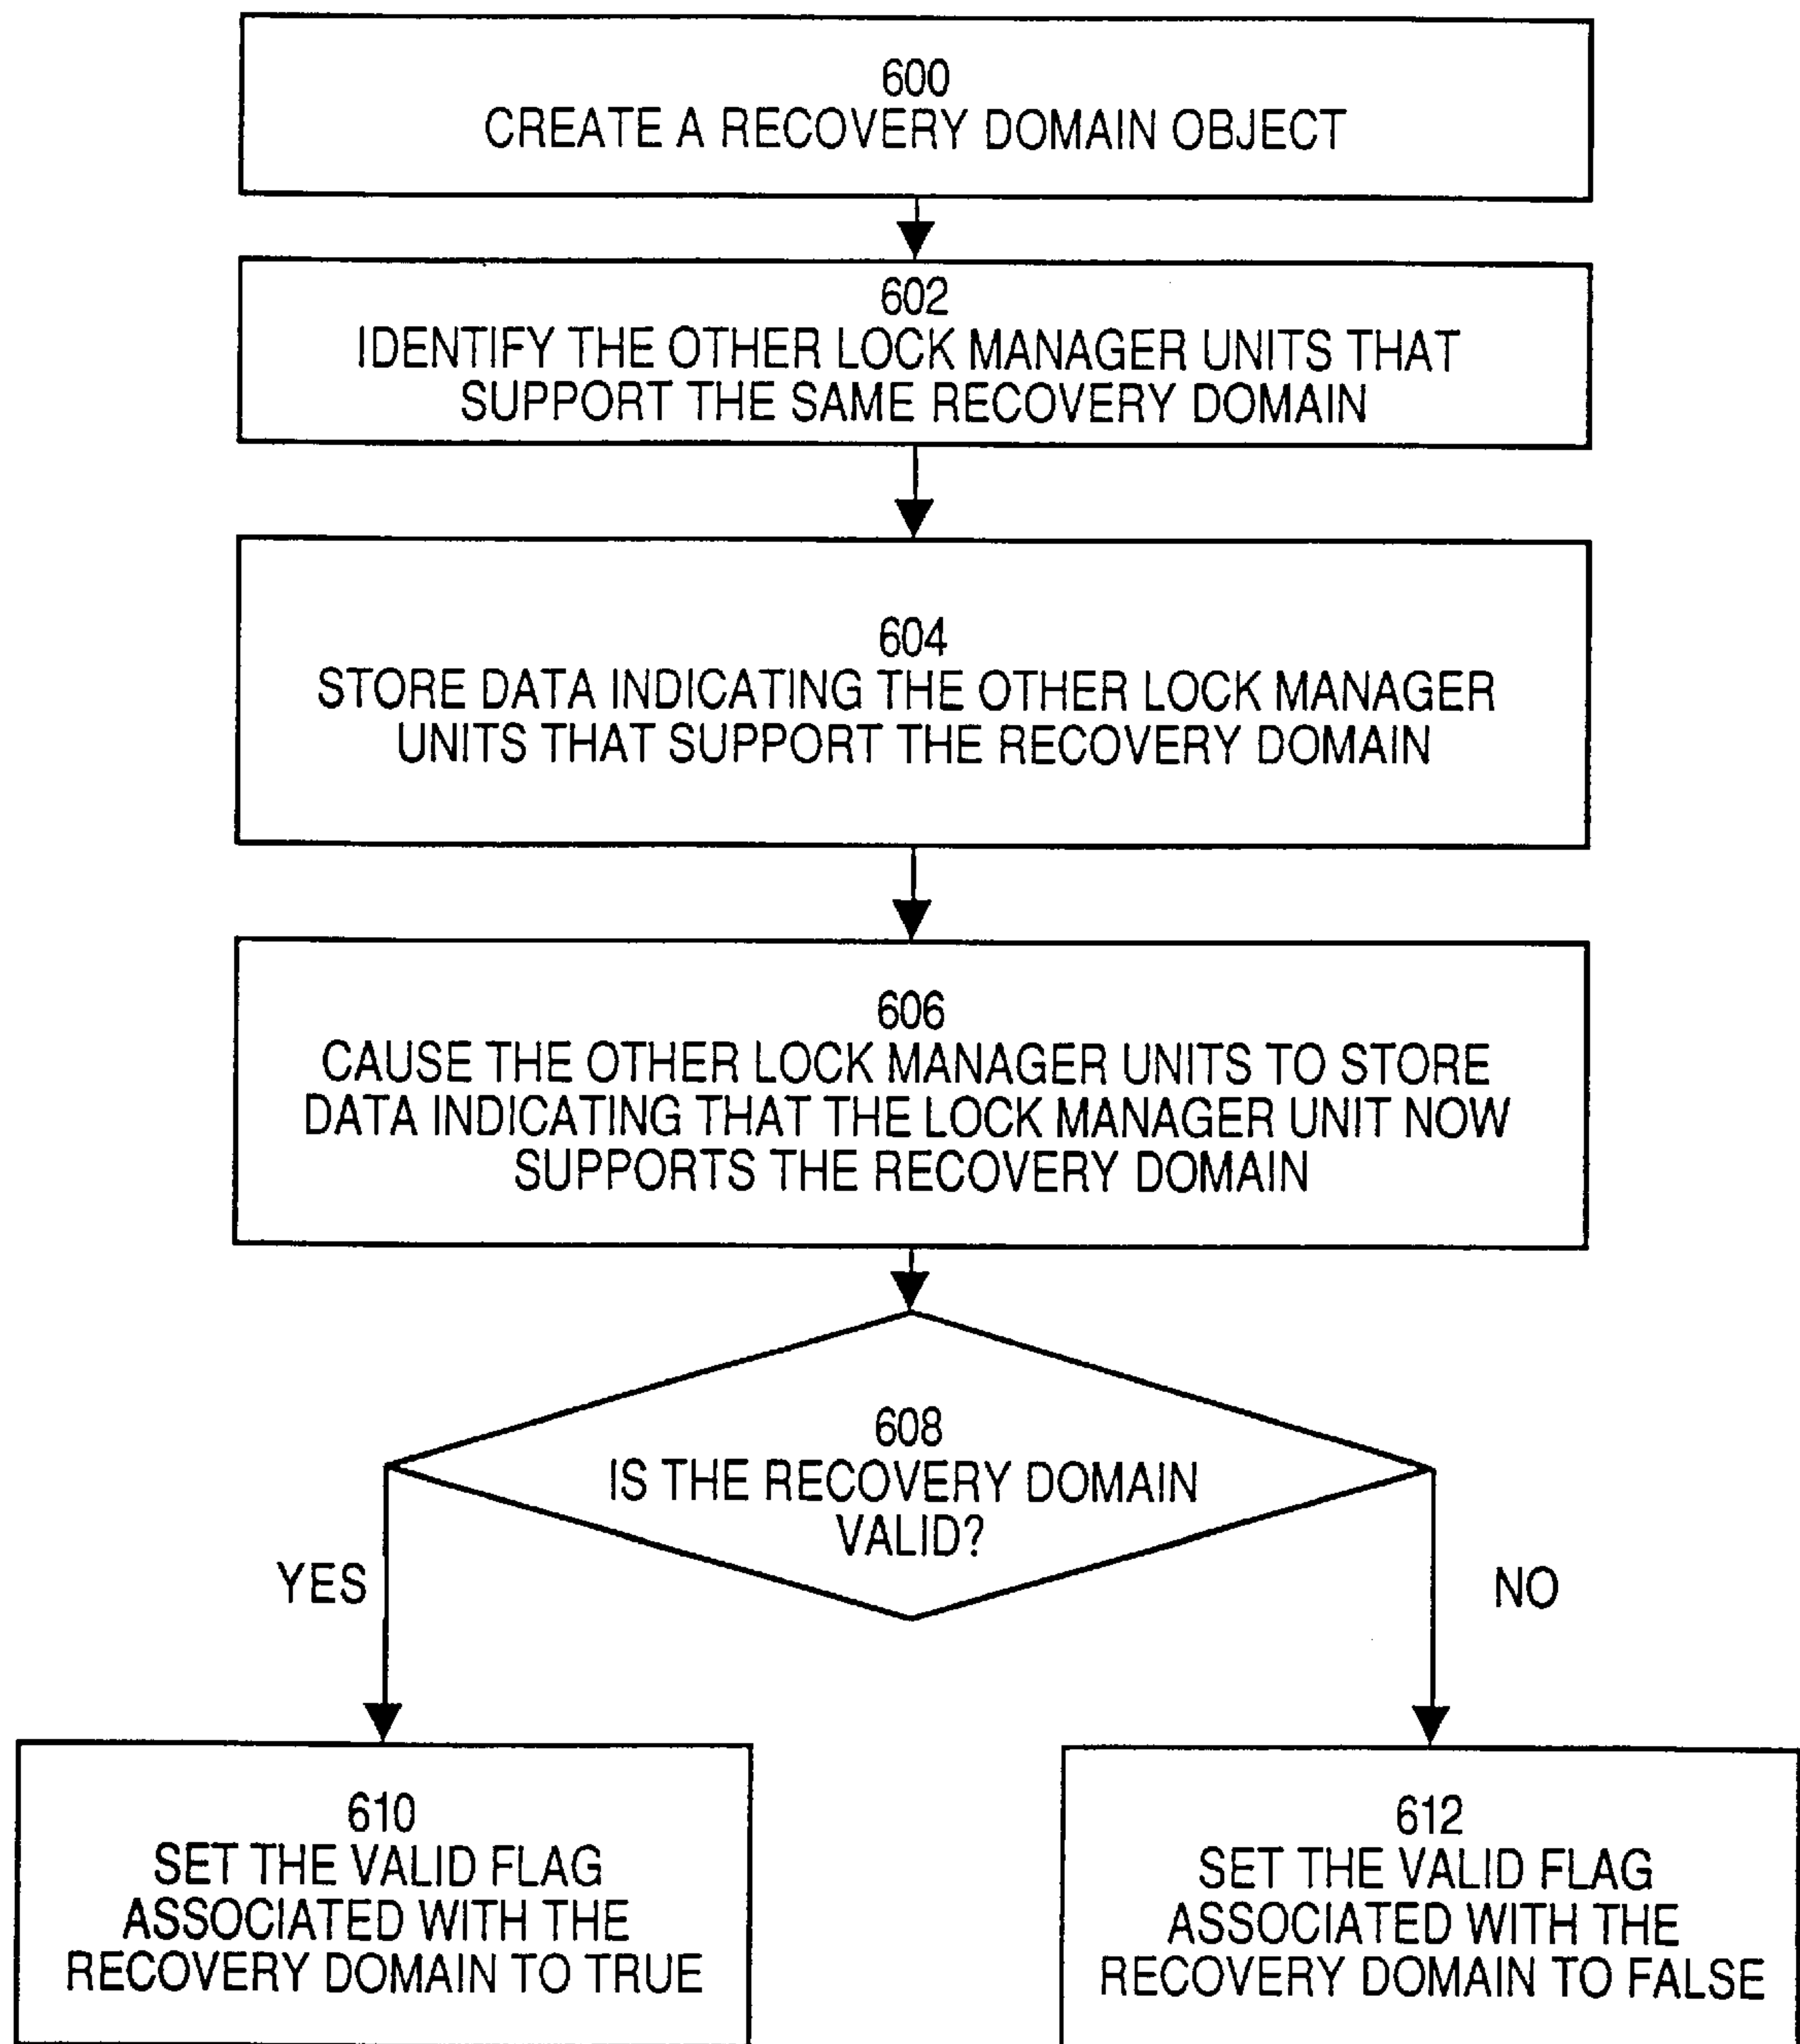 600
CREATE A RECOVERY DOMAIN OBJECT
602
IDENTIFY THE OTHER LOCK MANAGER UNITS THAT
SUPPORT THE SAME RECOVERY DOMAIN
604
STORE DATA INDICATING THE OTHER LOCK MANAGER
UNITS THAT SUPPORT THE RECOVERY DOMAIN
606
CAUSE THE OTHER LOCK MANAGER UNITS TO STORE
DATA INDICATING THAT THE LOCK MANAGER UNIT NOW
SUPPORTS THE RECOVERY DOMAIN
608
IS THE RECOVERY DOMAIN
VALID?
YES
NO
610
SET THE VALID FLAG
ASSOCIATED WITH THE
RECOVERY DOMAIN TO TRUE
612
SET THE VALID FLAG
ASSOCIATED WITH THE
RECOVERY DOMAIN TO FALSE